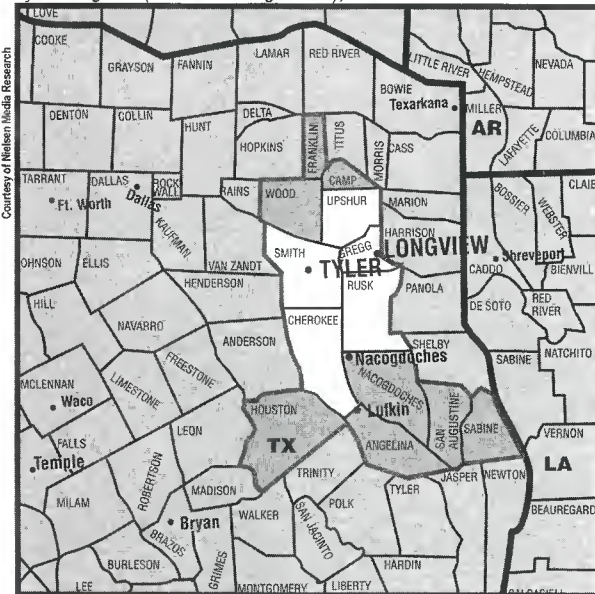 Courtesy of Nielsen Media Research
LOVE
COOKE
GRAYSON
FANNIN
LAMAR
RED RIVER
LITTLE RIVER
HEMPSTEAD
NEVADA
BOWIE
Texarkana
MILLER
AR
LAFAYETTE
COLUMBIA
DENTON
COLLIN
HUNT
DELTA
HOPKINS
FRANKLIN
TITUS
MORRIS
CASS
TARRANT
Ft. Worth
DALLAS
Dallas
ROCK
WALL
KAUFMAN
RAINS
WOOD
CAMP
UPSHUR
MARION
HARRISON
BOSSIER
WEBSTER
CLAIE
OHNSON
ELLIS
VAN ZANDT
SMITH
TYLER
GREGG
LONGVIEW
RUSK
PANOLA
CADDO
Shreveport
BIENVILL
HENDERSON
HILL
NAVARRO
ANDERSON
CHEROKEE
SHELBY
DE SOTO
RED
RIVER
MCLENNAN
Waco
LIMESTONE
FREESTONE
Nacogdoches
NACOGDOCHES
SABINE
NATCHITO
FALLS
Temple
LEON
HOUSTON
TX
Lufkin
ANGELINA
SAN
AUGUSTINE
SABINE
VERNON
LA
MILAM
ROBERTSON
MADISON
TRINITY
POLK
TYLER
JASPER
NEWTON
BEAUREGARD
Bryan
BRAZOS
WALKER
SAN JACINTO
BURLESON
GRIMES
HARDIN
LEE
MONTGOMERY
LIBERTY